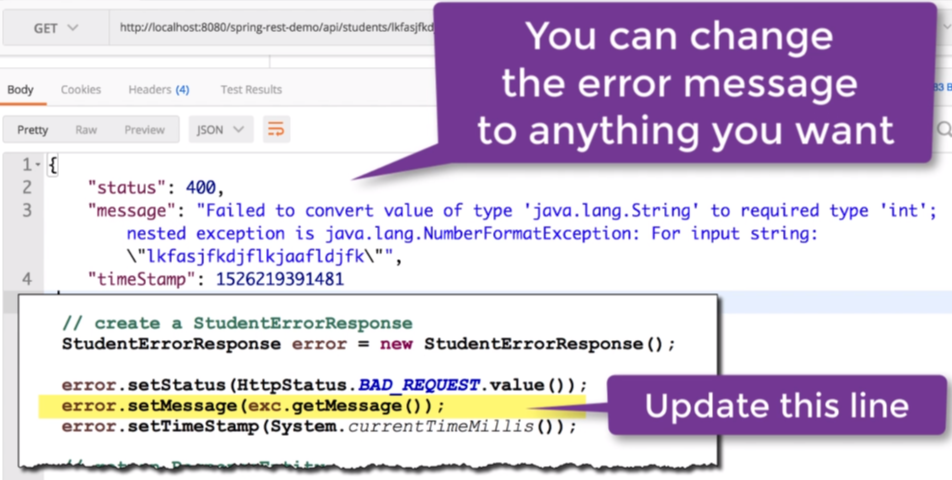 GET
http://localhost:8080/spring-rest-demo/api/students/lkfasjfkd
You can change
the error message
to anything you want
Body Cookies Headers (4) Test Results
Pretty Raw Preview JSON
1 {
2 "status": 400,
3 "message": "Failed to convert value of type 'java.lang.String' to required type 'int';
nested exception is java.lang.NumberFormatException: For input string:
\"lkfasjfkdjflkjaafldjfk\"",
4 "timeStamp": 1526219391481
// create a StudentErrorResponse
StudentErrorResponse error = new StudentErrorResponse();
error.setStatus(HttpStatus.BAD_REQUEST.value());
error.setMessage(exc.getMessage());
error.setTimeStamp(System.currentTimeMillis());
Update this line